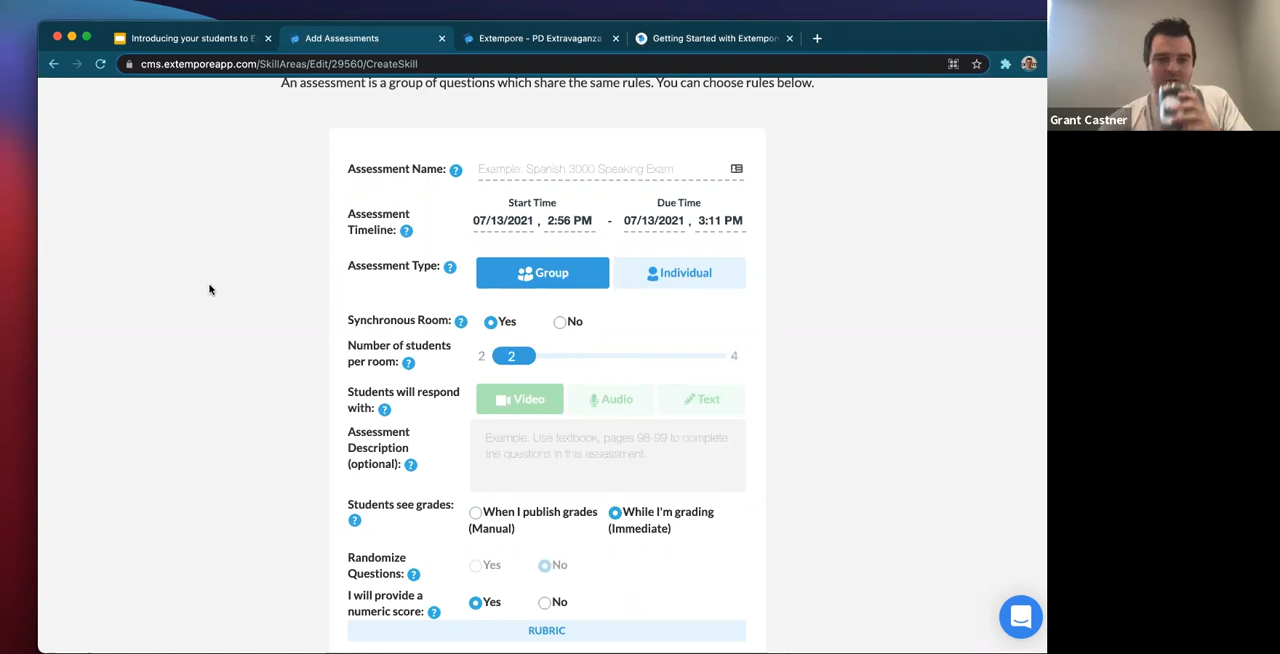 Introducing your students to E
Add Assessments
Extempore - PD Extravaganza
Getting Started with Extempor
cms.extemporeapp.com/SkillAreas/Edit/29560/CreateSkill
Grant Castner
An assessment is a group of questions which share the same rules. You can choose rules below.
Assessment Name: ?
Example. Spanish 3000 Speaking Exam
Start Time
Due Time
Assessment
Timeline: ?
07/13/2021 , 2:56 PM - 07/13/2021 , 3:11 PM
Assessment Type: ?
Group
Individual
Synchronous Room: ?
Yes
No
Number of students
per room: ?
2
2
4
Students will respond
with: ?
Video
Audio
Text
Assessment
Description
(optional): ?
Example. Use textbook, pages 98-99 to complete
the questions in this assessment.
Students see grades:
?
When I publish grades
(Manual)
While I'm grading
(Immediate)
Randomize
Questions: ?
Yes
No
I will provide a
numeric score: ?
Yes
No
RUBRIC